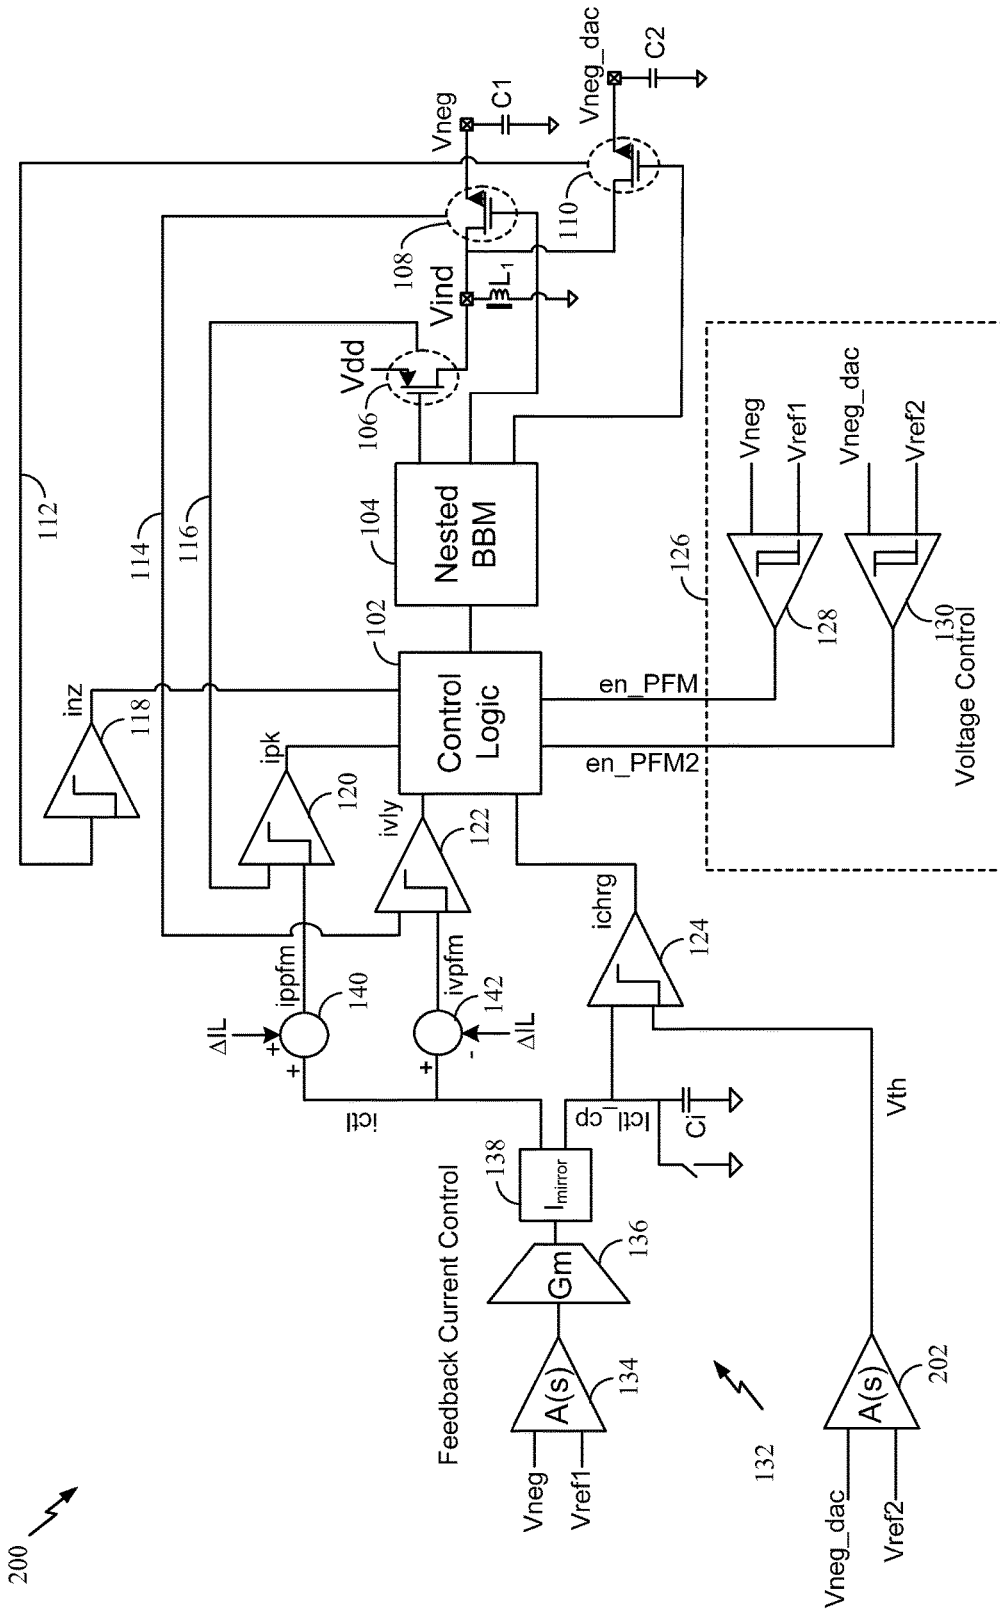 200
112
114
116
inz
118
ipk
120
ivly
122
ippfm
140
ivpfm
142
ΔIL
ΔIL
+
+
+
-
ictl
Ictl_cp
Ci
ichrg
124
Vth
Feedback Current Control
138
Imirror
Gm
136
A(s)
134
Vneg
Vref1
132
A(s)
202
Vneg_dac
Vref2
102
Control
Logic
104
Nested
BBM
106
Vdd
Vind
L1
108
Vneg
C1
110
Vneg_dac
C2
en_PFM
en_PFM2
126
Vneg
Vref1
128
Vneg_dac
Vref2
130
Voltage Control